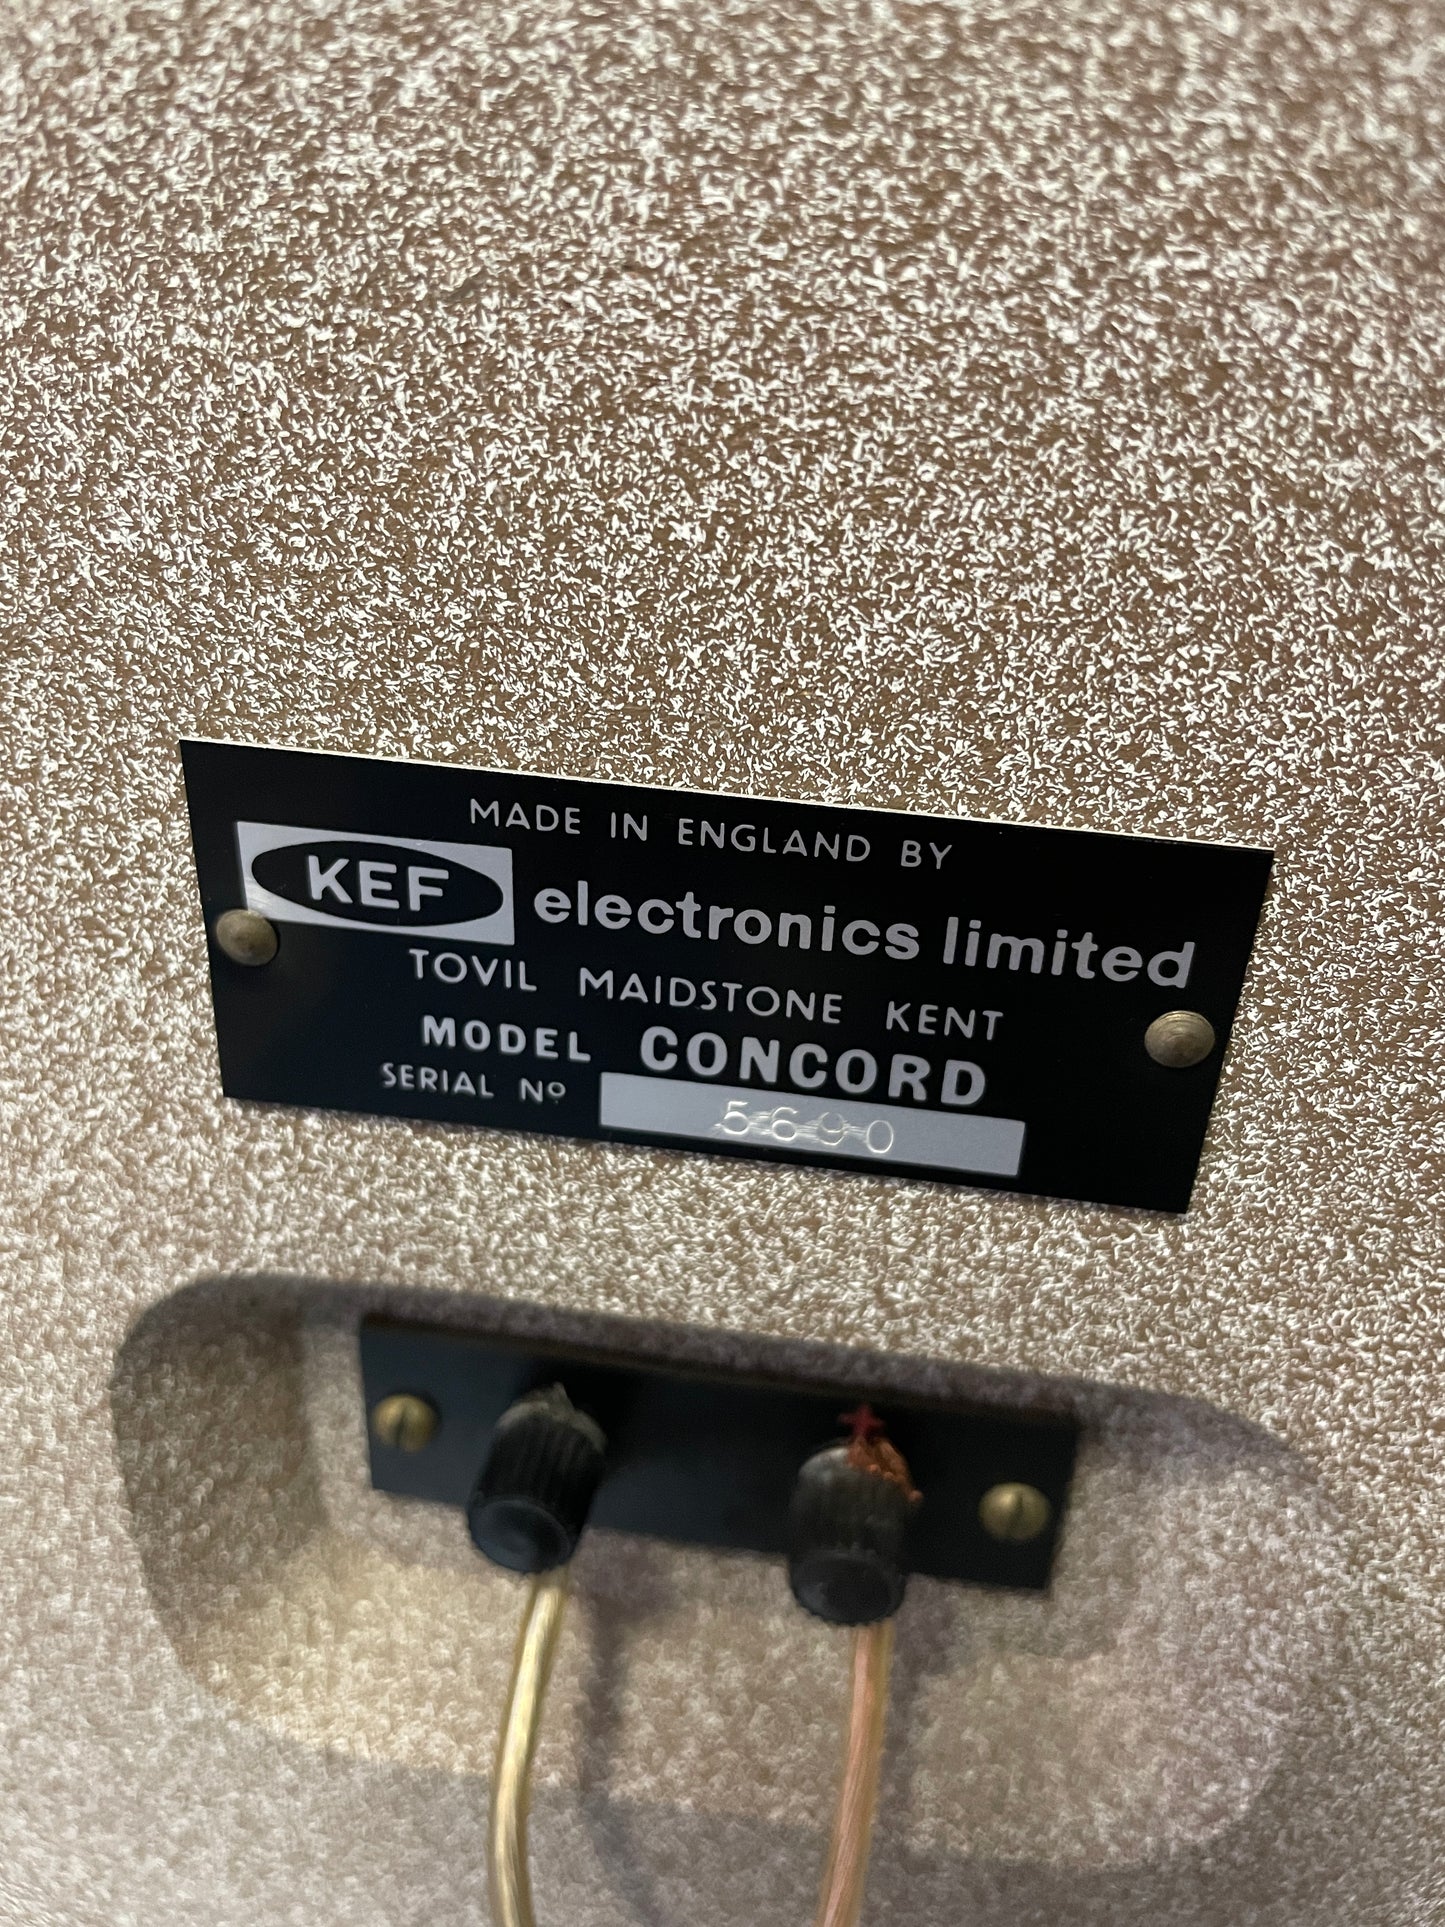 MADE IN ENGLAND BY
KEF electronics limited
TOVIL MAIDSTONE KENT
MODEL CONCORD
SERIAL Nº 5690
+